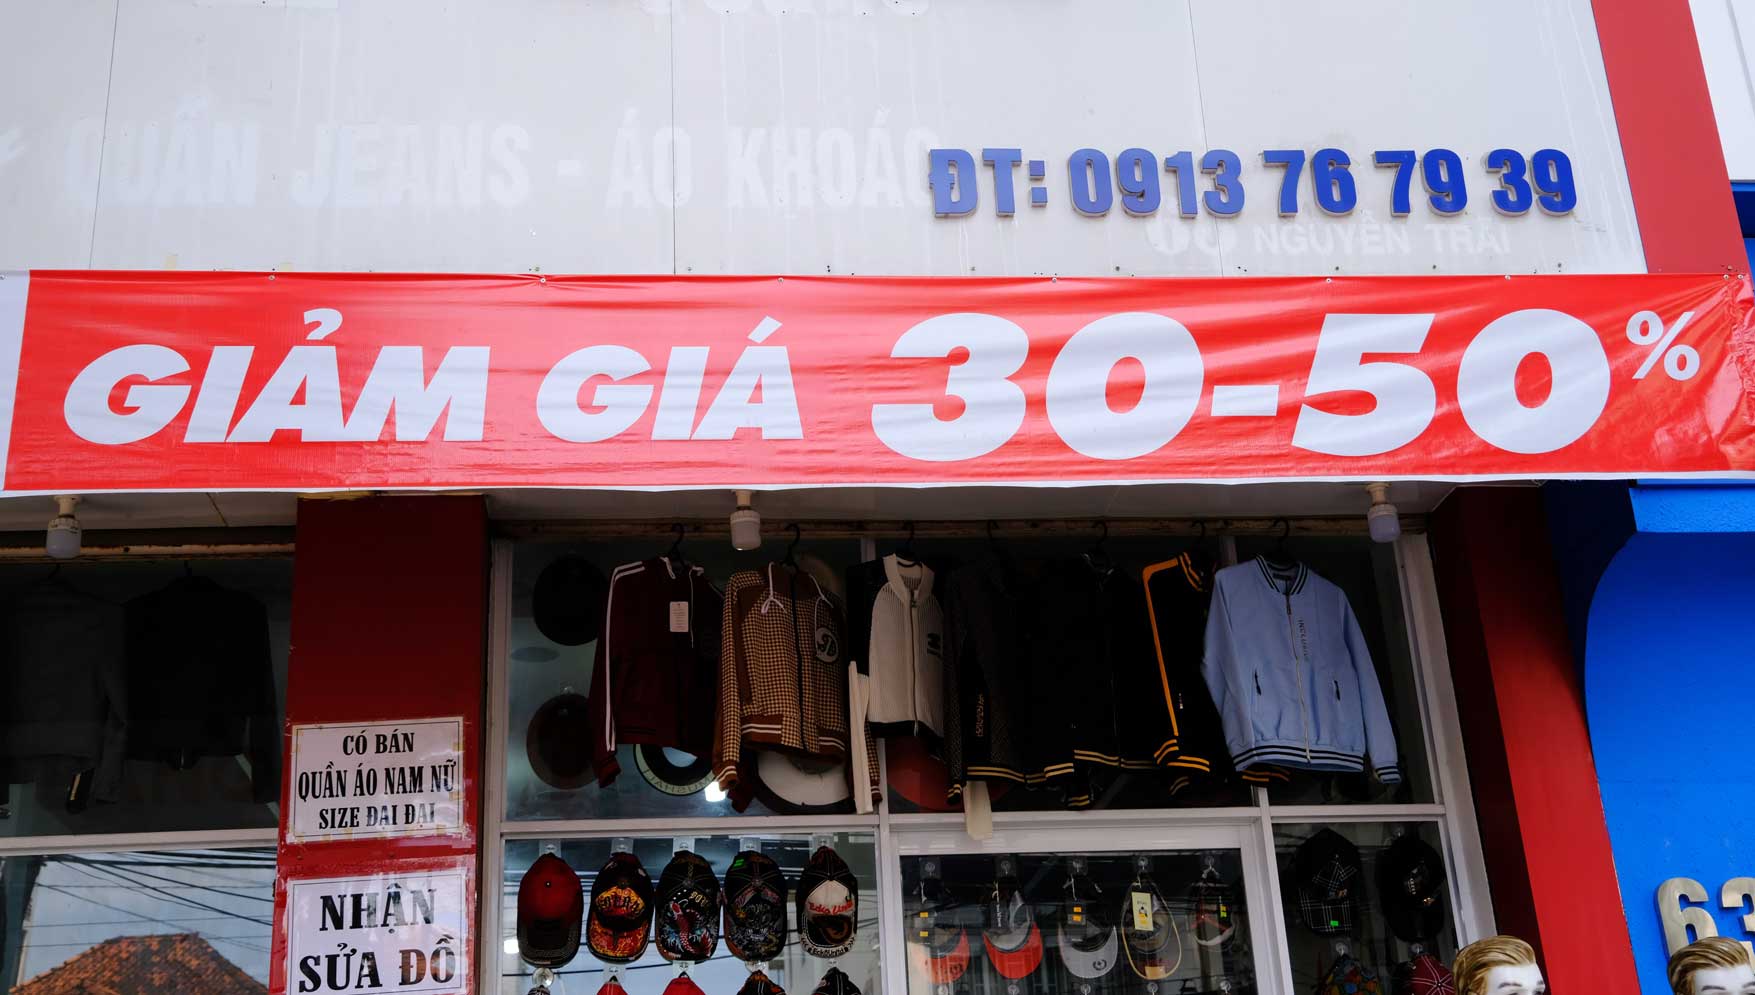 QUẦN JEANS - ÁO KHOÁC
ĐT: 0913 76 79 39
NGUYỄN TRÃI
GIẢM GIÁ 30-50%
CÓ BÁN
QUẦN ÁO NAM NỮ
SIZE ĐẠI ĐẠI
NHẬN
SỬA ĐỒ
63